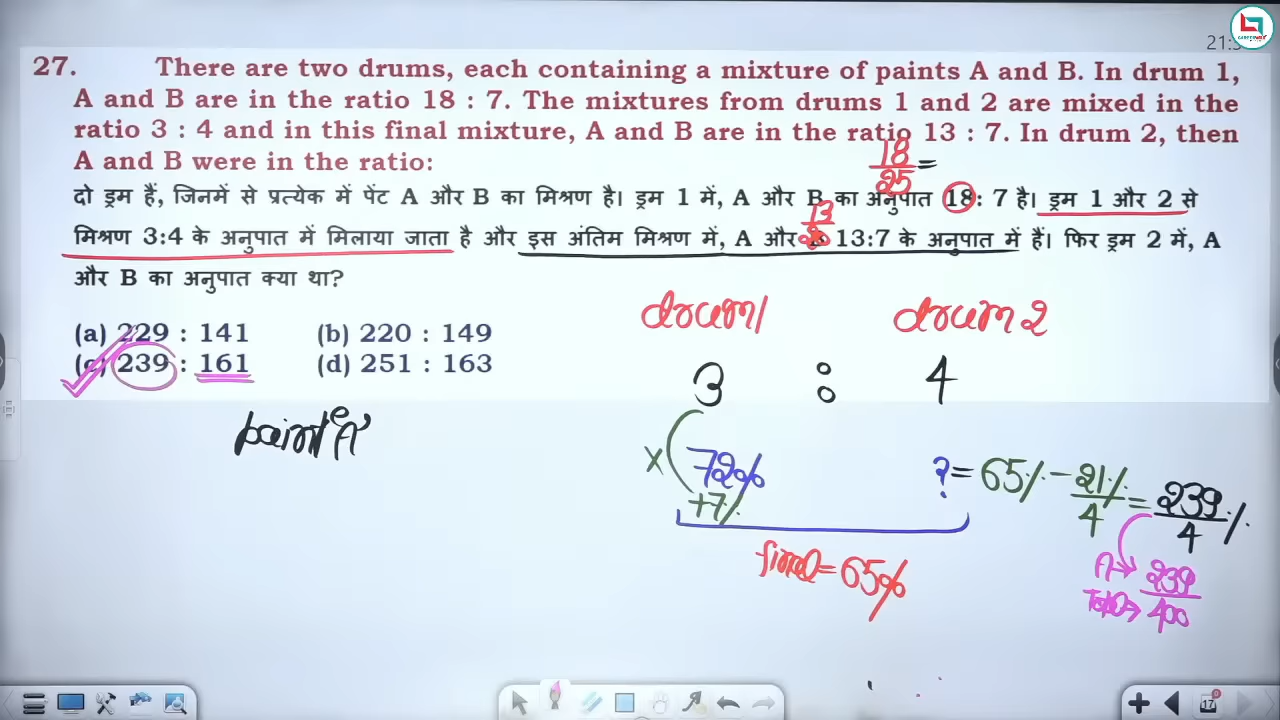 21:
27. There are two drums, each containing a mixture of paints A and B. In drum 1,
A and B are in the ratio 18 : 7. The mixtures from drums 1 and 2 are mixed in the
ratio 3 : 4 and in this final mixture, A and B are in the ratio 13 : 7. In drum 2, then
A and B were in the ratio:
18/25 =
दो ड्रम हैं, जिनमें से प्रत्येक में पेंट A और B का मिश्रण है। ड्रम 1 में, A और B का अनुपात 18: 7 है। ड्रम 1 और 2 से
13
मिश्रण 3:4 के अनुपात में मिलाया जाता है और इस अंतिम मिश्रण में, A और 13:7 के अनुपात में हैं। फिर ड्रम 2 में, A
और B का अनुपात क्या था?
(a) 229 : 141 (b) 220 : 149
(c) 239 : 161 (d) 251 : 163
drum1 drum2
3 : 4
paint 'A'
x 72% ? = 65% - 21%/4 = 239/4 %
+7%
final = 65%
A→ 239
Total→ 400